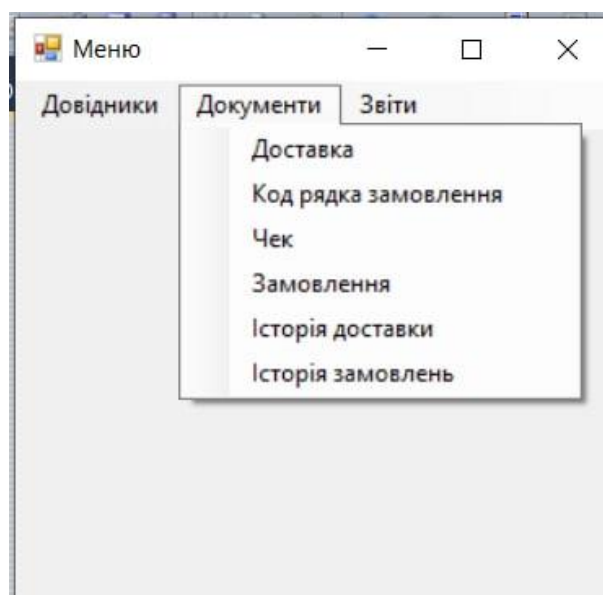 Меню
Довідники Документи Звіти
Доставка
Код рядка замовлення
Чек
Замовлення
Історія доставки
Історія замовлень